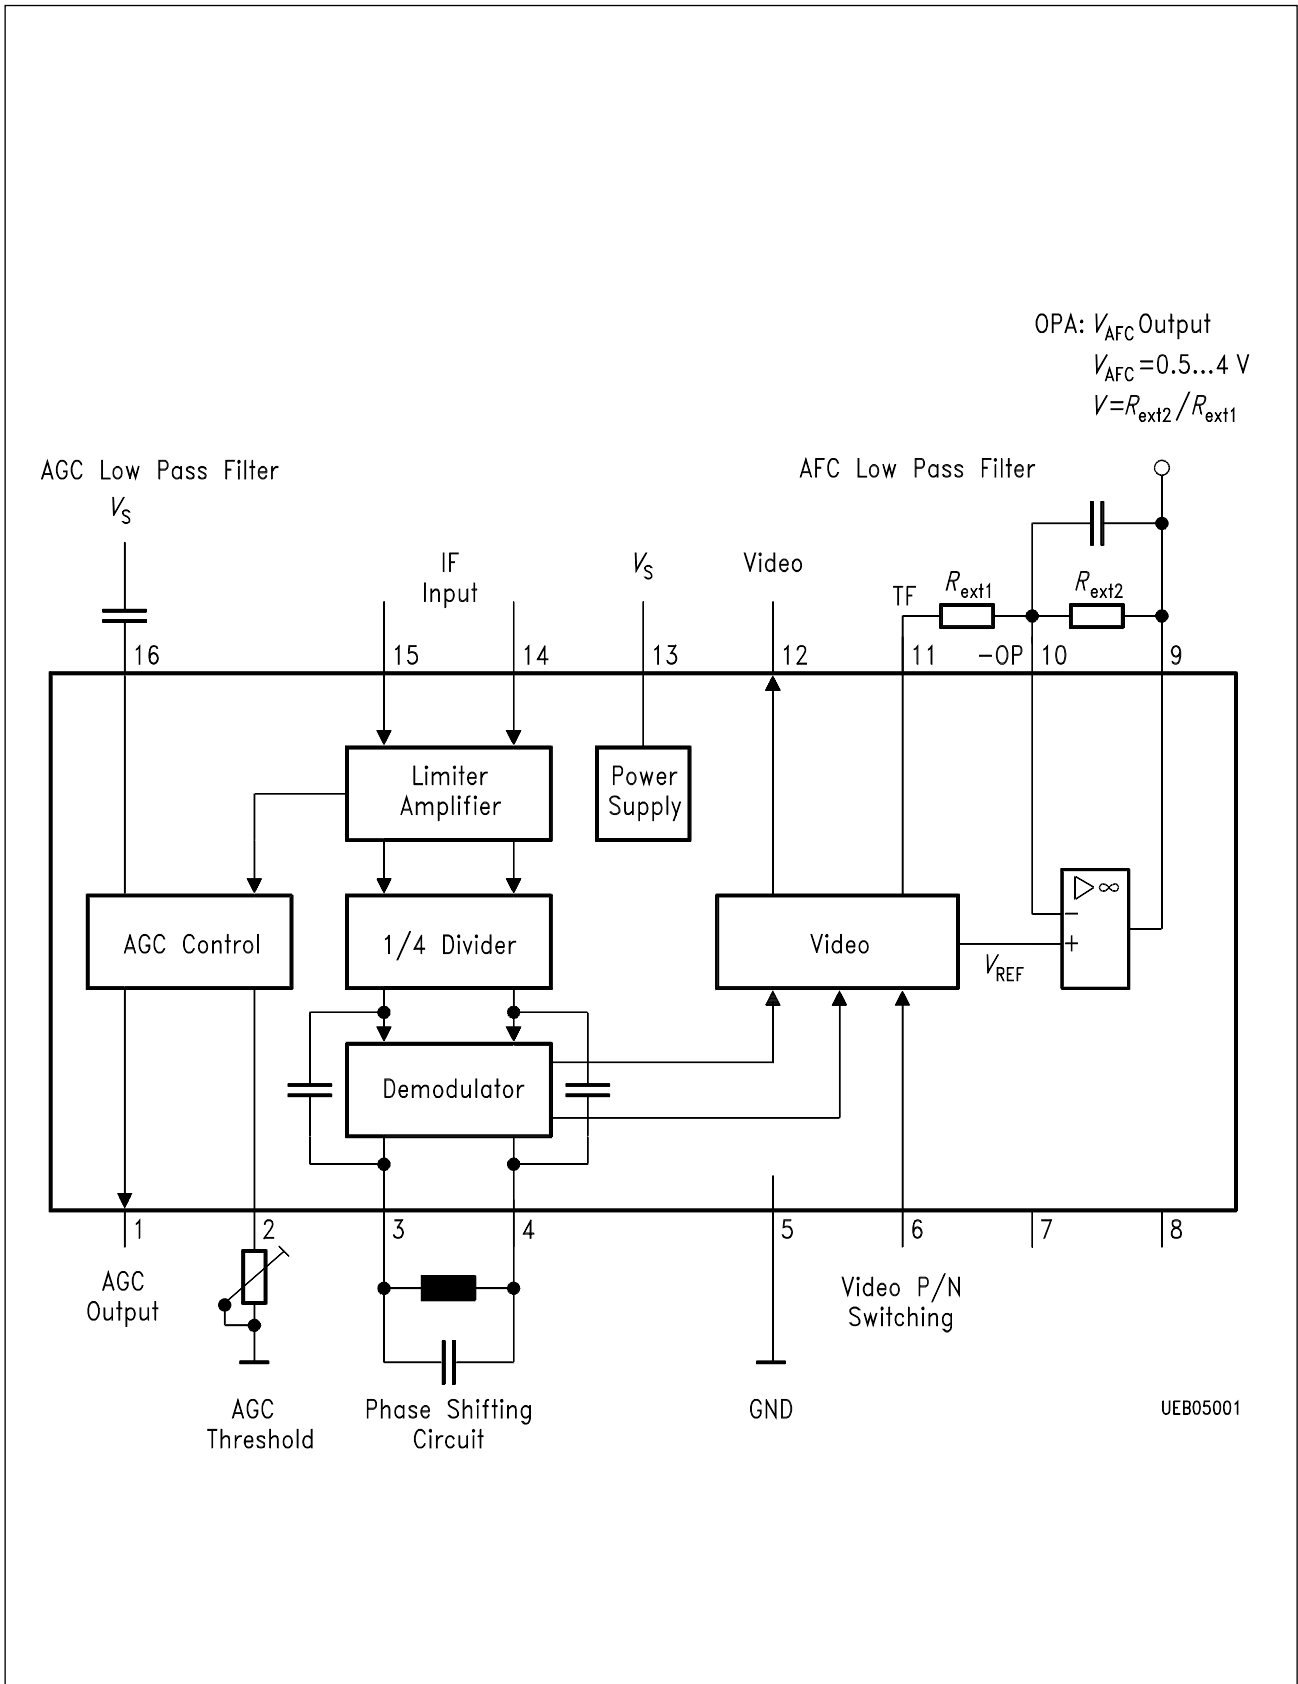 OPA: VAFC Output
VAFC =0.5...4 V
V=Rext2/Rext1
AGC Low Pass Filter
VS
AFC Low Pass Filter
IF
Input
VS
Video
TF
Rext1
Rext2
16
15
14
13
12
11
-OP
10
9
Limiter
Amplifier
Power
Supply
▷ ∞
AGC Control
1/4 Divider
Video
−
+
VREF
Demodulator
1
2
3
4
5
6
7
8
AGC
Output
Video P/N
Switching
AGC
Threshold
Phase Shifting
Circuit
GND
UEB05001